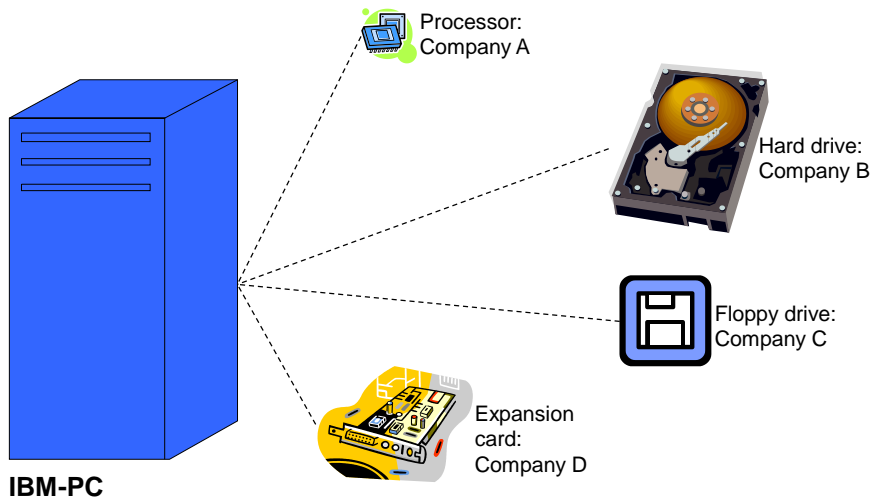 Processor:
Company A
Hard drive:
Company B
Floppy drive:
Company C
Expansion
card:
Company D
IBM-PC